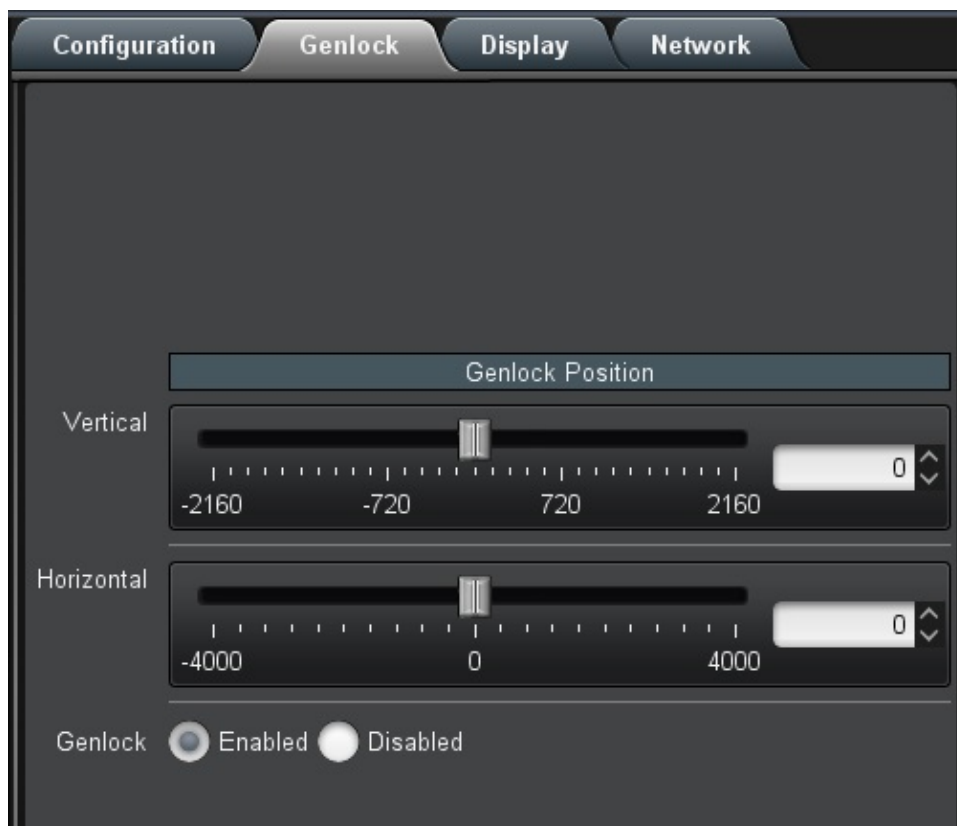 Configuration Genlock Display Network
Genlock Position
Vertical
0
-2160 -720 720 2160
Horizontal
0
-4000 0 4000
Genlock Enabled Disabled